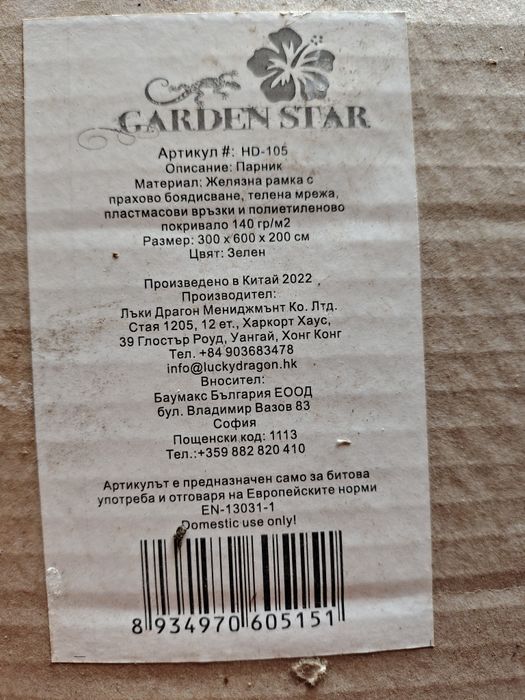 GARDEN STAR
Артикул #: HD-105
Описание: Парник
Материал: Желязна рамка с
прахово боядисване, телена мрежа,
пластмасови връзки и полиетиленово
покривало 140 гр/м2
Размер: 300 x 600 x 200 см
Цвят: Зелен
Произведено в Китай 2022
Производител:
Лъки Драгон Мениджмънт Ко. Лтд.
Стая 1205, 12 ет., Харкорт Хаус,
39 Глостър Роуд, Уангай, Хонг Конг
Тел. +84 903683478
info@luckydragon.hk
Вносител:
Баумакс България ЕООД
бул. Владимир Вазов 83
София
Пощенски код: 1113
Тел.:+359 882 820 410
Артикулът е предназначен само за битова
употреба и отговаря на Европейските норми
EN-13031-1
Domestic use only!
8 934970 605151